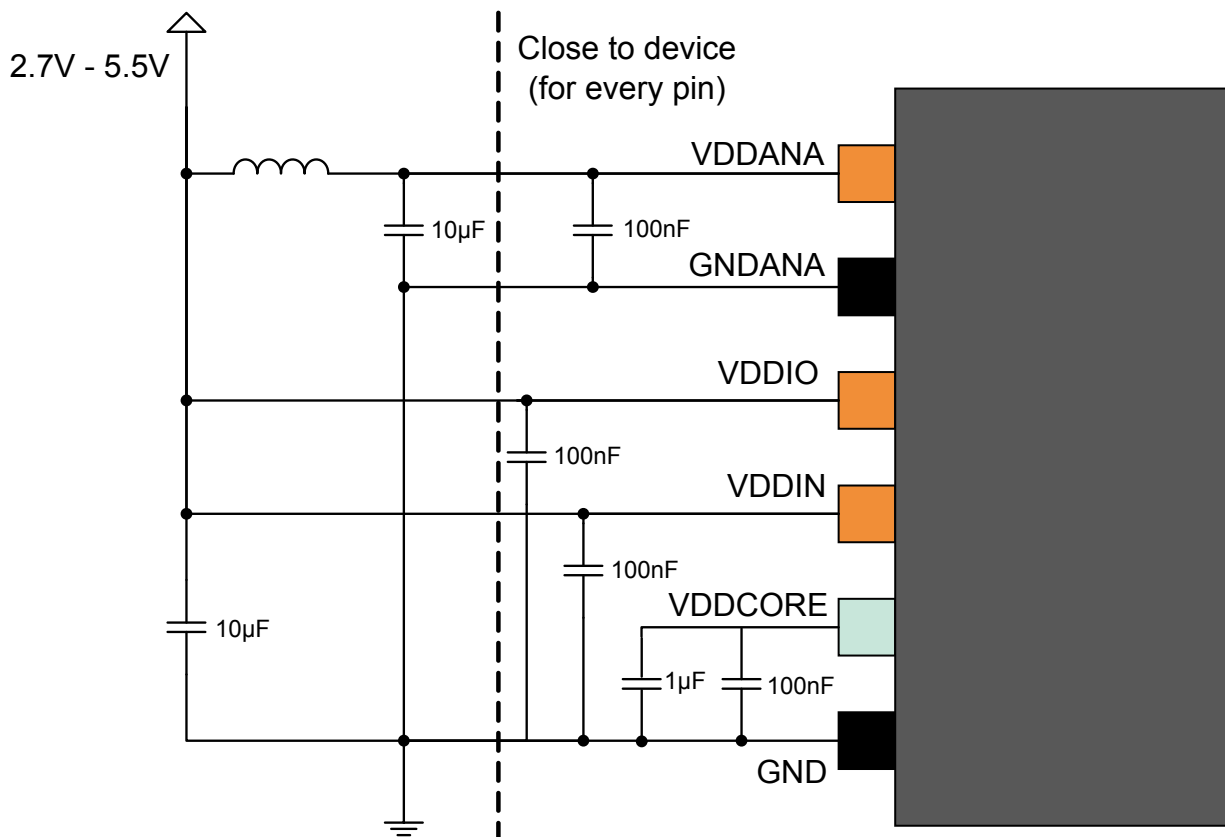 2.7V - 5.5V
Close to device
(for every pin)
VDDANA
10µF
100nF
GNDANA
VDDIO
100nF
VDDIN
100nF
VDDCORE
10µF
1µF
100nF
GND